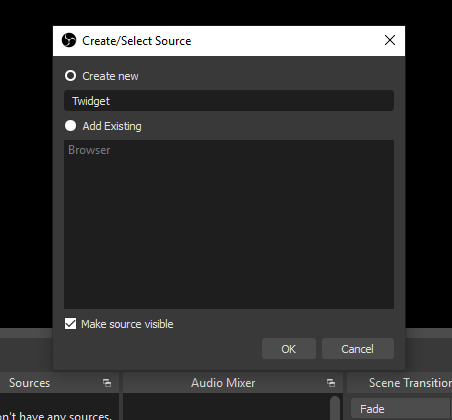 Create/Select Source
Create new
Twidget
Add Existing
Browser
Make source visible
OK
Cancel
Sources
Audio Mixer
Scene Transition
Fade
n't have any sources.